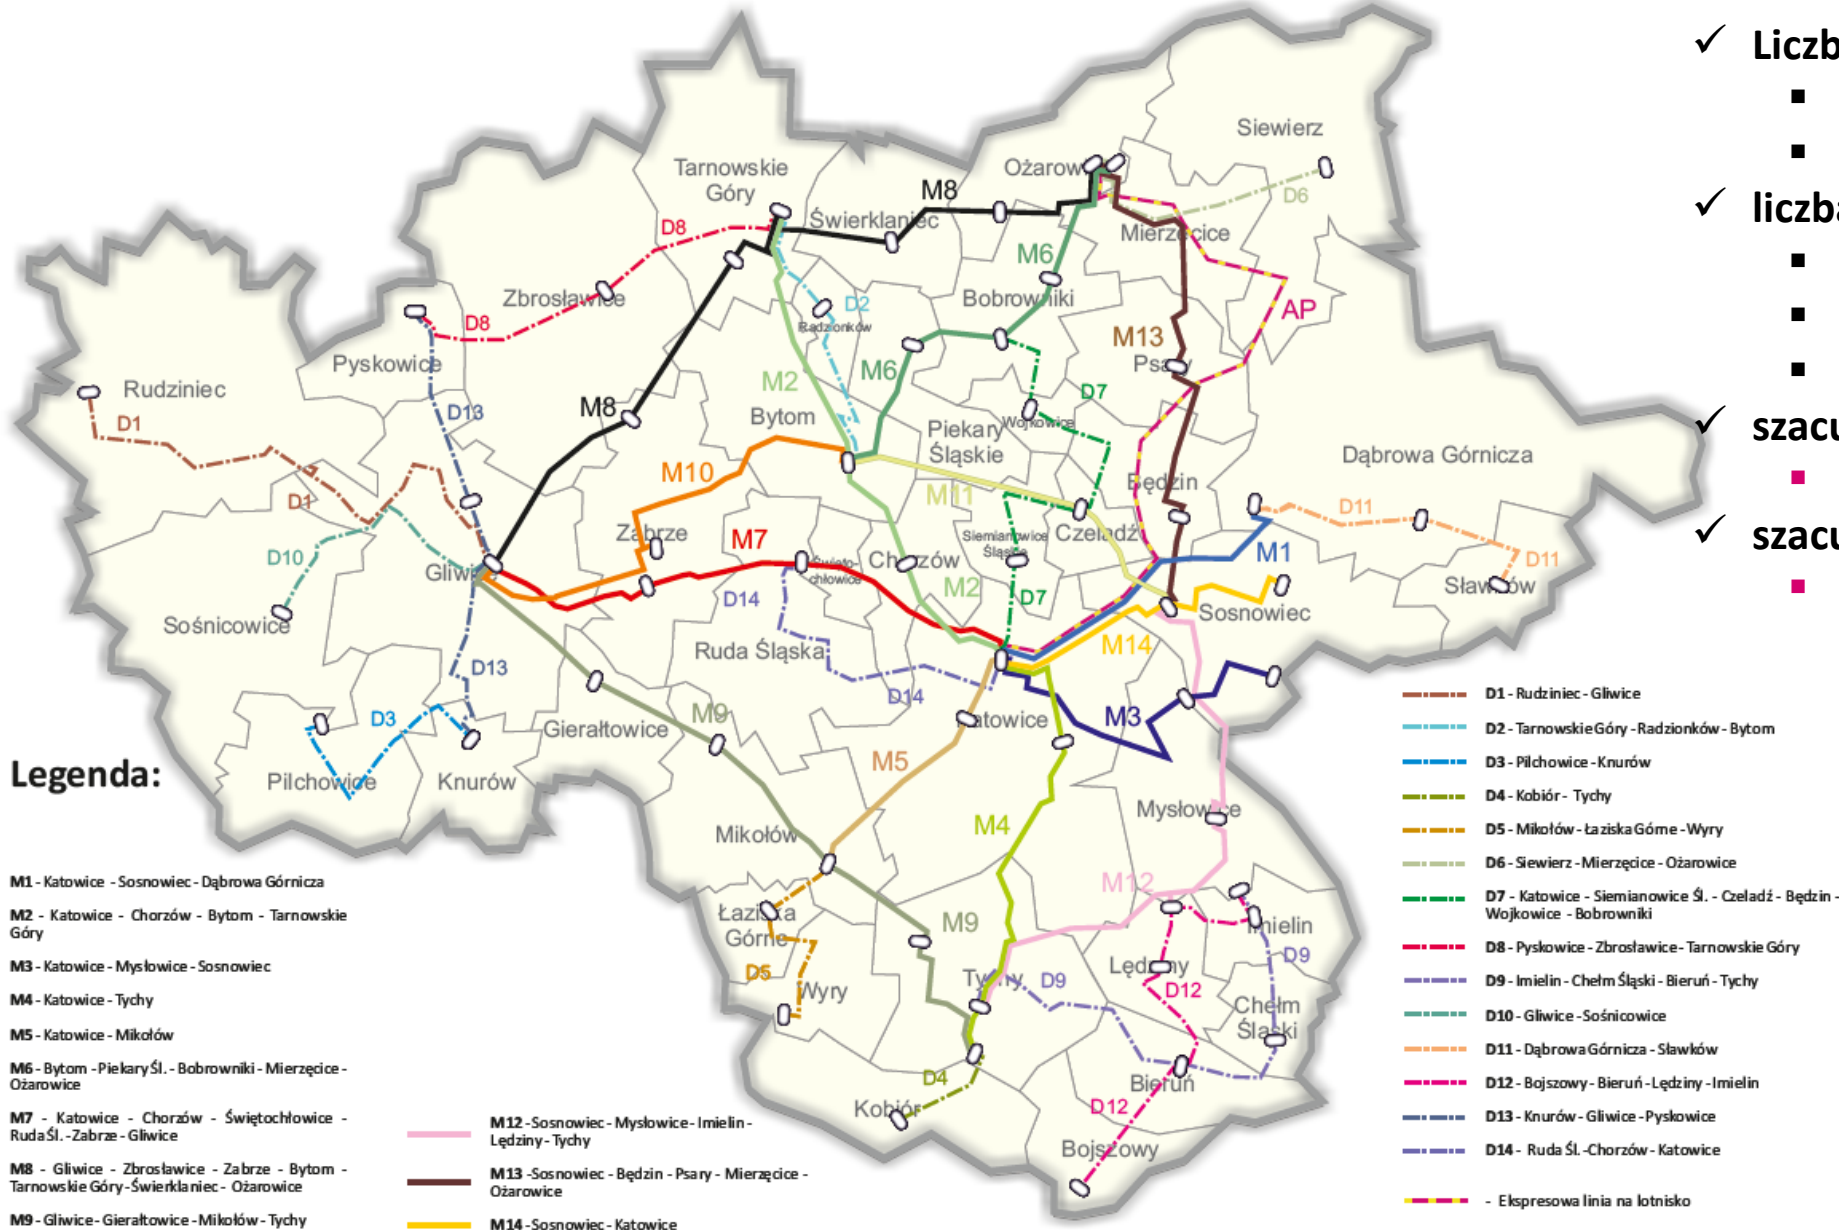 Liczb
liczba
szacu
szacu
Siewierz
Tarnowskie
Góry
Ożarow
M8
D6
D8
Świerklaniec
Mierzęcice
M6
Zbrosławice
D2
Bobrowniki
AP
Radzionków
D8
M13
Pyskowice
Psary
M6
M2
D7
Rudziniec
D13
M8
Bytom
Wojkowice
D1
Piekary
Śląskie
Dąbrowa Górnicza
M10
Będzin
M11
D1
D11
Zabrze
M7
Siemianowice
Śląskie
Czeladź
M1
D10
Gliwice
Święto-
chłowice
Chorzów
D11
M2
Sławków
D14
D7
Sosnowiec
Sośnicowice
M14
Ruda Śląska
D13
D14
D3
M9
Katowice
M3
Gierałtowice
M5
Pilchowice
Knurów
Mysłowice
Mikołów
M4
M12
Łaziska
Górne
M9
Imielin
D9
D5
Tychy
D9
Lędziny
Wyry
D12
Chełm
Śląski
D4
Bieruń
Kobiór
D12
Bojszowy
Legenda:
M1 - Katowice - Sosnowiec - Dąbrowa Górnicza
M2 - Katowice - Chorzów - Bytom - Tarnowskie
Góry
M3 - Katowice - Mysłowice - Sosnowiec
M4 - Katowice - Tychy
M5 - Katowice - Mikołów
M6 - Bytom - Piekary Śl. - Bobrowniki - Mierzęcice -
Ożarowice
M7 - Katowice - Chorzów - Świętochłowice -
Ruda Śl. - Zabrze - Gliwice
M8 - Gliwice - Zbrosławice - Zabrze - Bytom -
Tarnowskie Góry - Świerklaniec - Ożarowice
M9 - Gliwice - Gierałtowice - Mikołów - Tychy
M12 - Sosnowiec - Mysłowice - Imielin -
Lędziny - Tychy
M13 - Sosnowiec - Będzin - Psary - Mierzęcice -
Ożarowice
M14 - Sosnowiec - Katowice
D1 - Rudziniec - Gliwice
D2 - Tarnowskie Góry - Radzionków - Bytom
D3 - Pilchowice - Knurów
D4 - Kobiór - Tychy
D5 - Mikołów - Łaziska Górne - Wyry
D6 - Siewierz - Mierzęcice - Ożarowice
D7 - Katowice - Siemianowice Śl. - Czeladź - Będzin -
Wojkowice - Bobrowniki
D8 - Pyskowice - Zbrosławice - Tarnowskie Góry
D9 - Imielin - Chełm Śląski - Bieruń - Tychy
D10 - Gliwice - Sośnicowice
D11 - Dąbrowa Górnicza - Sławków
D12 - Bojszowy - Bieruń - Lędziny - Imielin
D13 - Knurów - Gliwice - Pyskowice
D14 - Ruda Śl. - Chorzów - Katowice
- Ekspresowa linia na lotnisko